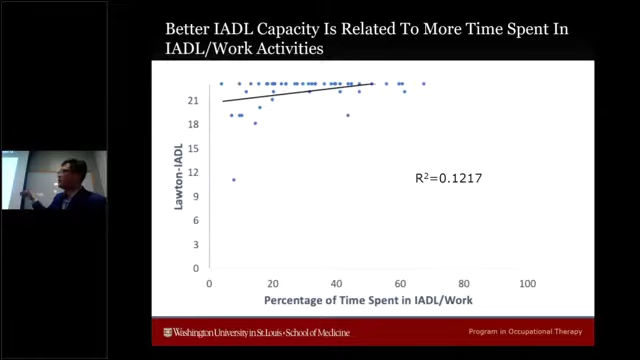 Better IADL Capacity Is Related To More Time Spent In
IADL/Work Activities
21
18
15
12
9
6
3
0
Lawton-IADL
R²=0.1217
0 20 40 60 80 100
Percentage of Time Spent in IADL/Work
Washington University in St. Louis • School of Medicine
Program in Occupational Therapy